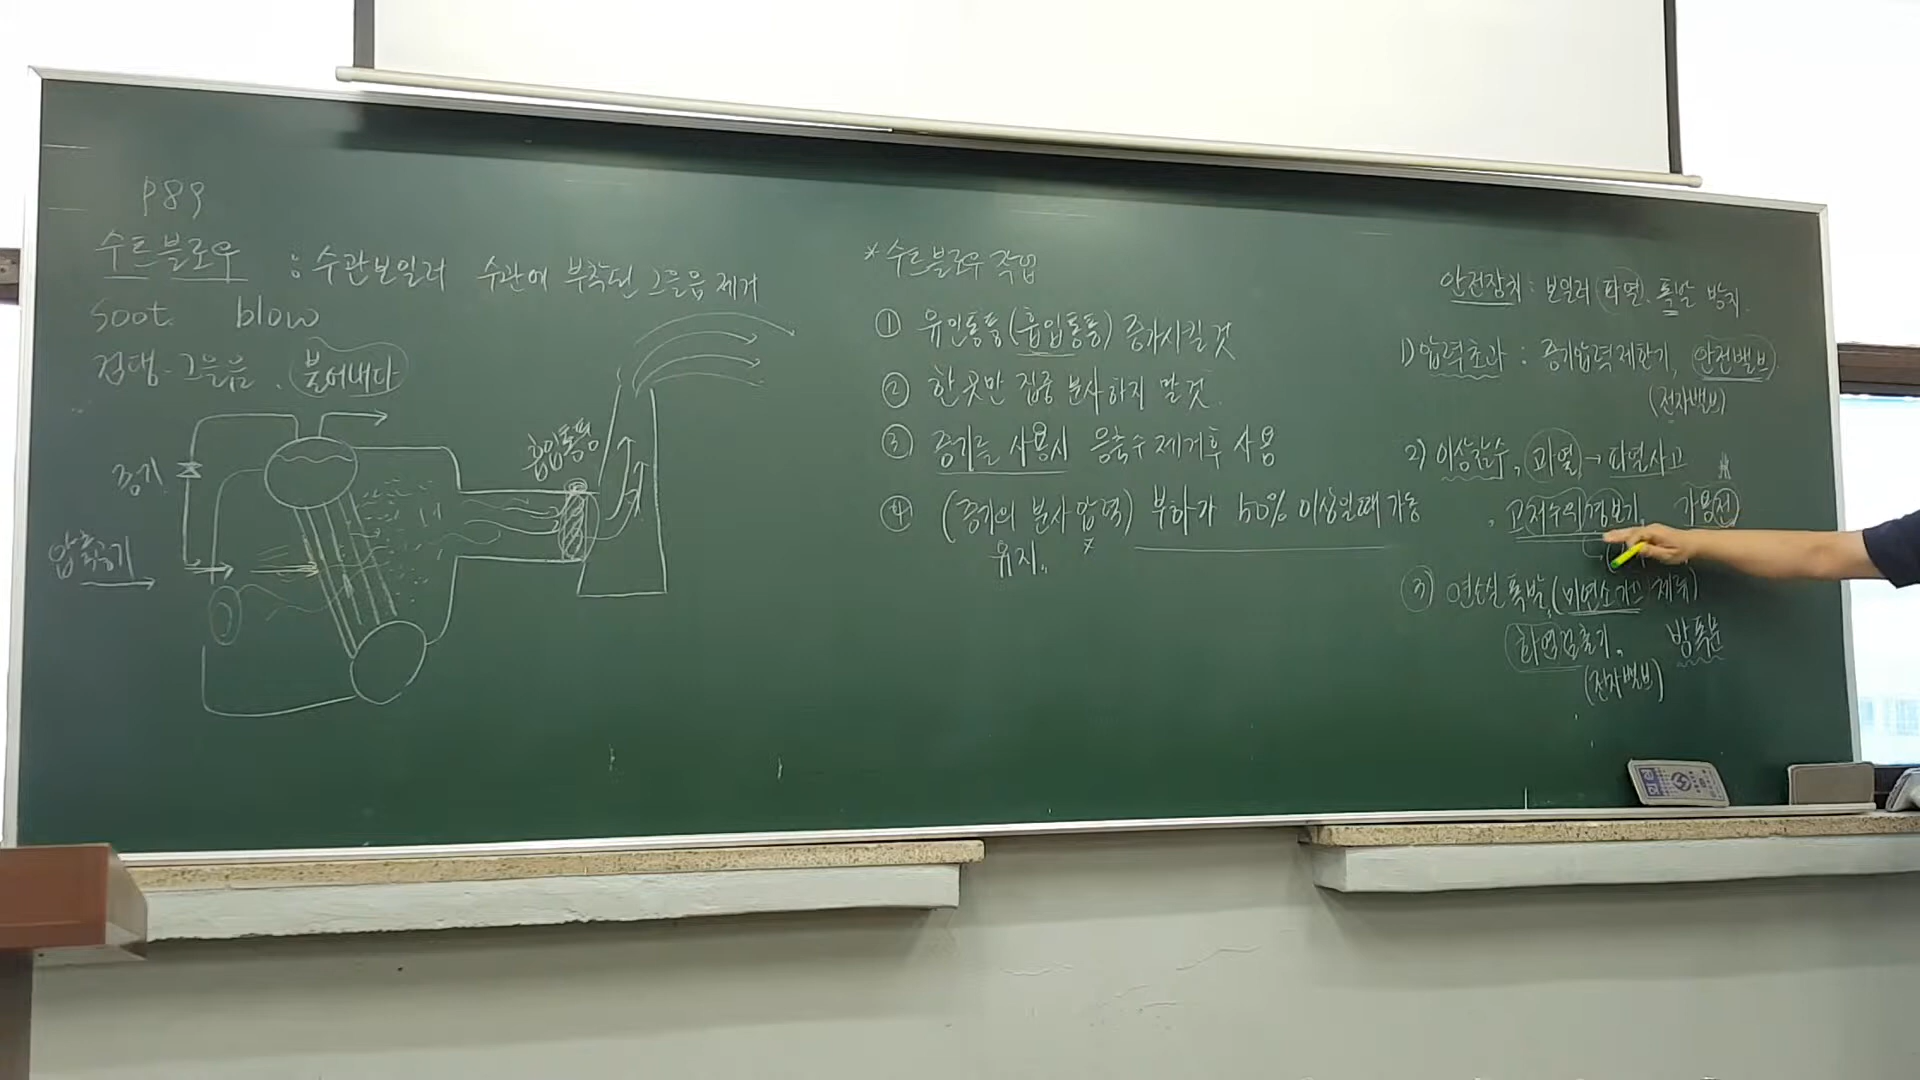 P89
수트블로우 : 수관보일러 수관에 부착된 그을음 제거
soot blow
검댕·그을음, 불어내다
증기
압축공기
흡입통풍
* 수트블로우 작업
① 유인통풍(흡입통풍) 증가시킬 것
② 한 곳만 집중 분사하지 말 것.
③ 증기를 사용시 응축수 제거후 사용
④ (증기의 분사 압력) 부하가 50% 이상일때 가동
유지.
안전장치 : 보일러 파열, 폭발 방지.
1) 압력초과 : 증기압력제한기, 안전밸브
(전자밸브)
2) 이상감수, 과열 → 파열사고
고저수위경보기, 가용전
3) 연소실 폭발, (미연소가스 체류)
화염검출기, 방폭문
(전자밸브)